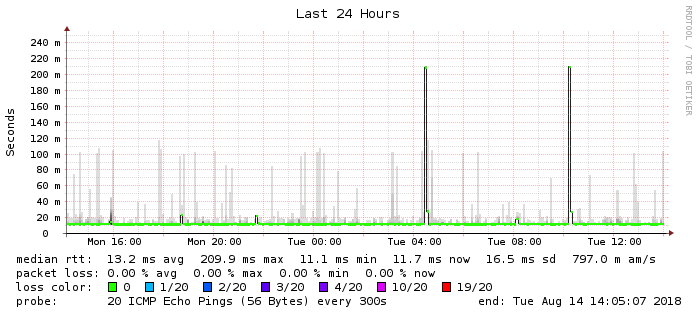 Last 24 Hours
RRDTOOL / TOBI OETIKER
Seconds
240 m
220 m
200 m
180 m
160 m
140 m
120 m
100 m
80 m
60 m
40 m
20 m
0
Mon 16:00 Mon 20:00 Tue 00:00 Tue 04:00 Tue 08:00 Tue 12:00
median rtt: 13.2 ms avg 209.9 ms max 11.1 ms min 11.7 ms now 16.5 ms sd 797.0 m am/s
packet loss: 0.00 % avg 0.00 % max 0.00 % min 0.00 % now
loss color: 0 1/20 2/20 3/20 4/20 10/20 19/20
probe: 20 ICMP Echo Pings (56 Bytes) every 300s end: Tue Aug 14 14:05:07 2018